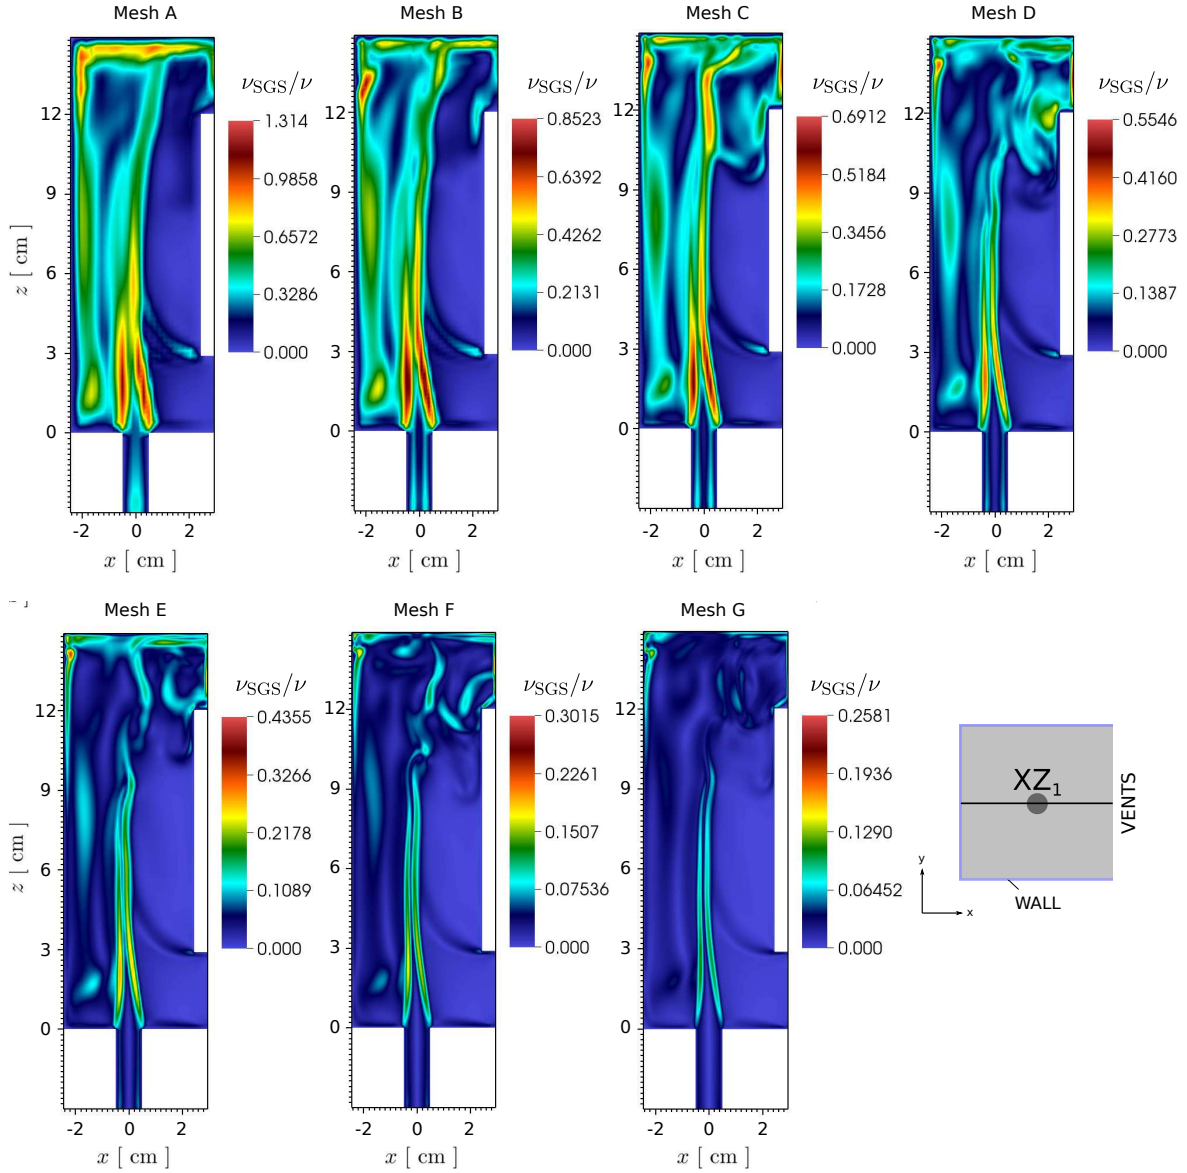 Mesh A
Mesh B
Mesh C
Mesh D
νSGS/ν
1.314
0.9858
0.6572
0.3286
0.000
νSGS/ν
0.8523
0.6392
0.4262
0.2131
0.000
νSGS/ν
0.6912
0.5184
0.3456
0.1728
0.000
νSGS/ν
0.5546
0.4160
0.2773
0.1387
0.000
z [ cm ]
12
9
6
3
0
12
9
6
3
0
12
9
6
3
0
12
9
6
3
0
-2 0 2
-2 0 2
-2 0 2
-2 0 2
x [ cm ]
x [ cm ]
x [ cm ]
x [ cm ]
Mesh E
Mesh F
Mesh G
νSGS/ν
0.4355
0.3266
0.2178
0.1089
0.000
νSGS/ν
0.3015
0.2261
0.1507
0.07536
0.000
νSGS/ν
0.2581
0.1936
0.1290
0.06452
0.000
z [ cm ]
12
9
6
3
0
12
9
6
3
0
12
9
6
3
0
-2 0 2
-2 0 2
-2 0 2
x [ cm ]
x [ cm ]
x [ cm ]
XZ1
VENTS
WALL
y
x